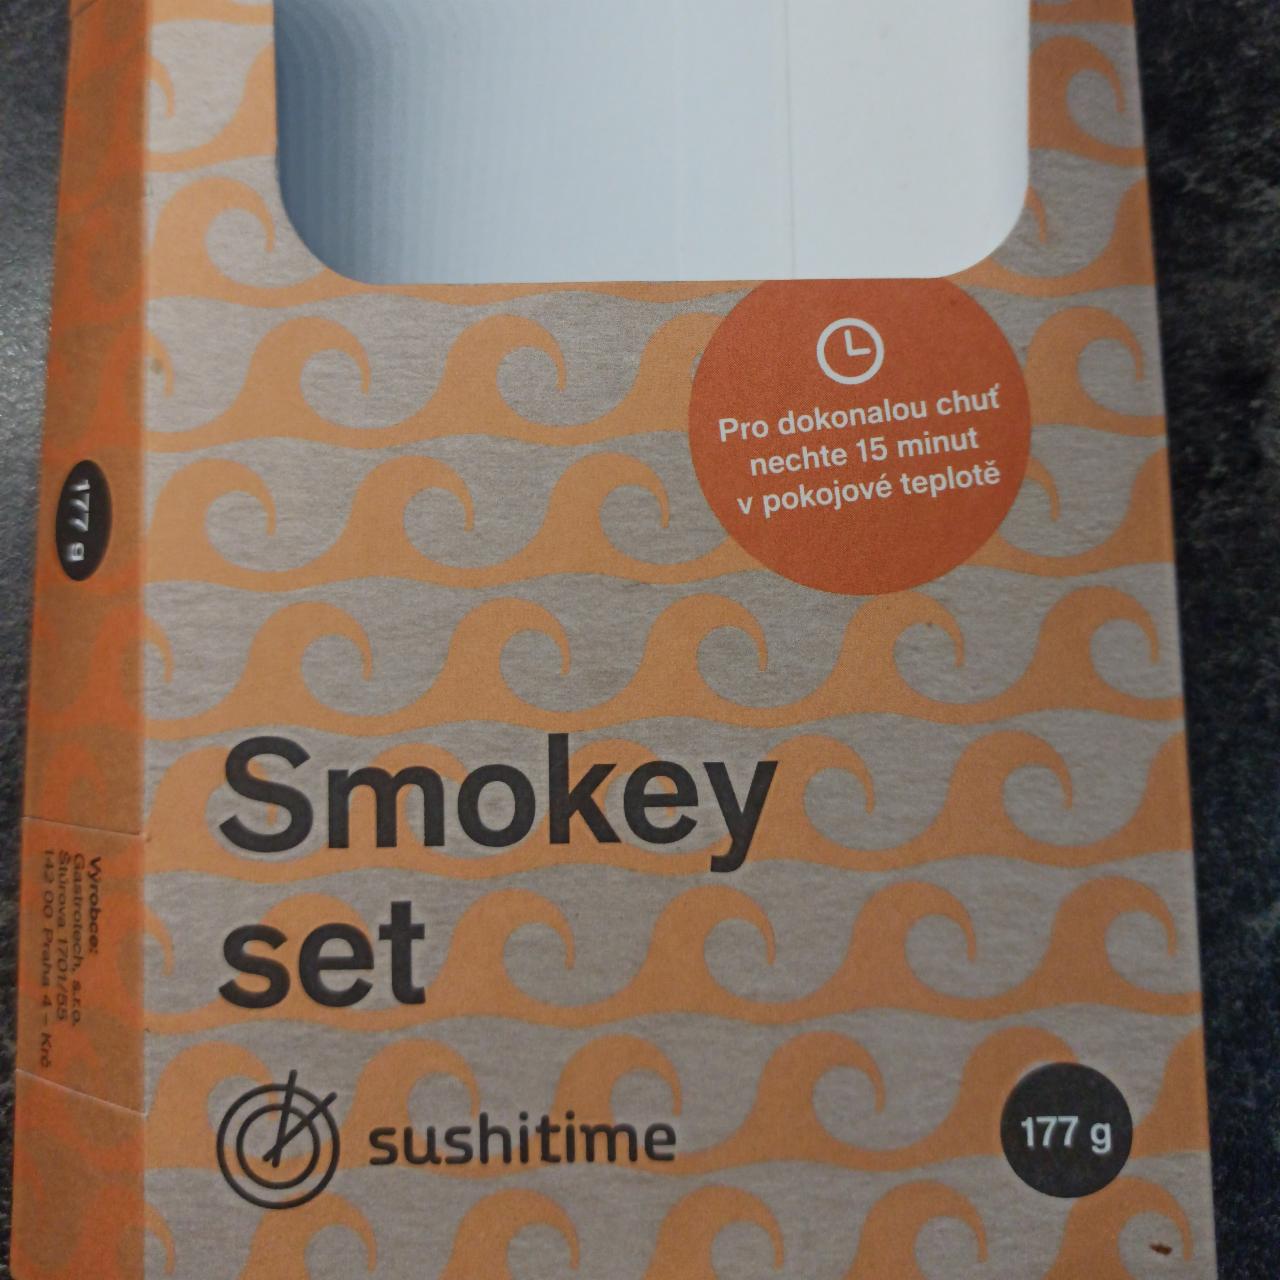 Pro dokonalou chuť
nechte 15 minut
v pokojové teplotě
177 g
Smokey
set
Výrobce:
Gastrotech, s.r.o.
Štúrova 1701/55
142 00 Praha 4 – Krč
sushitime
177 g